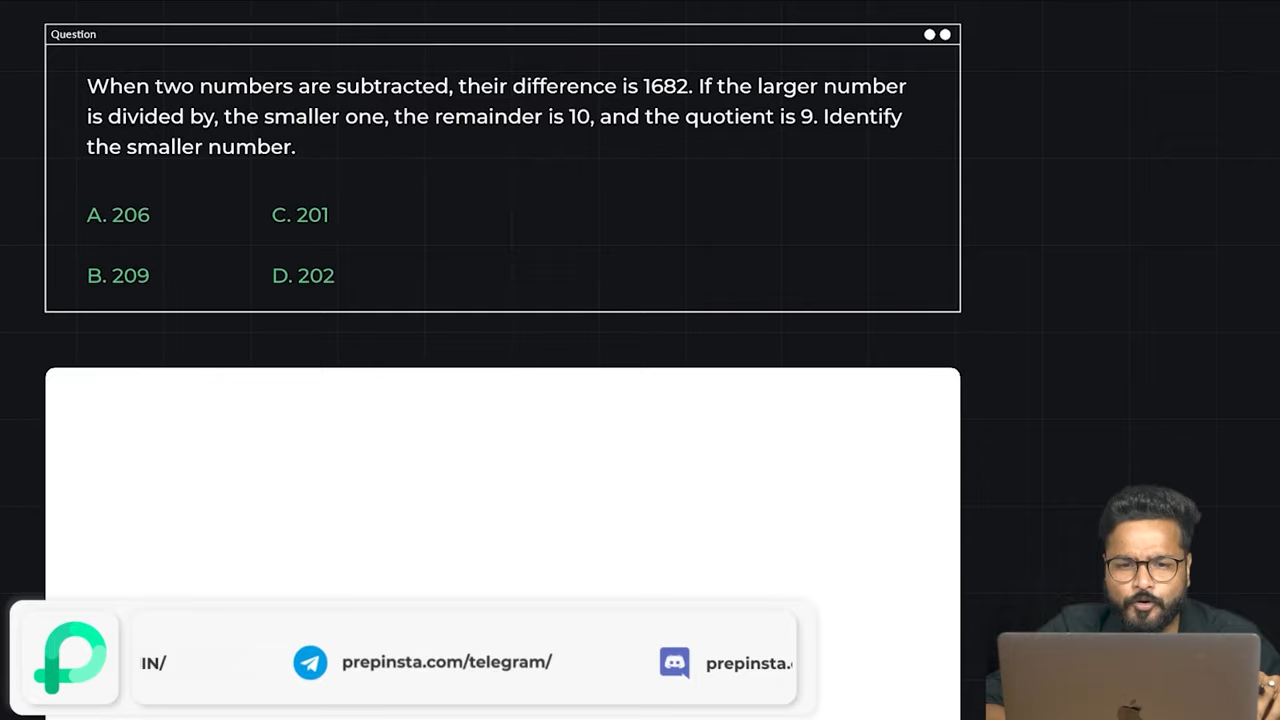 Question
When two numbers are subtracted, their difference is 1682. If the larger number
is divided by, the smaller one, the remainder is 10, and the quotient is 9. Identify
the smaller number.
A. 206 C. 201
B. 209 D. 202
IN/ prepinsta.com/telegram/ prepinsta.